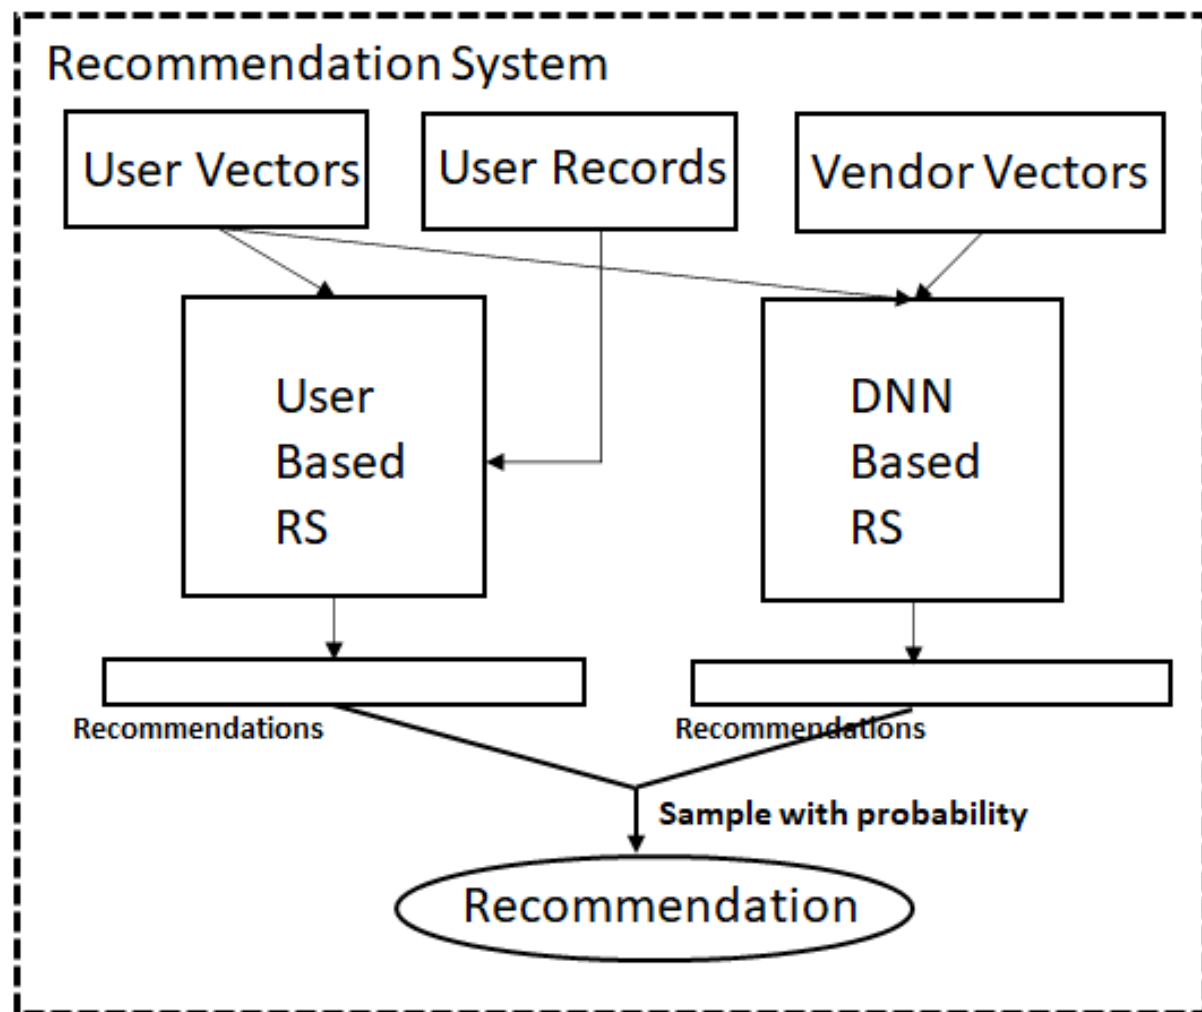 Recommendation System
User Vectors
User Records
Vendor Vectors
User
Based
RS
DNN
Based
RS
Recommendations
Recommendations
Sample with probability
Recommendation